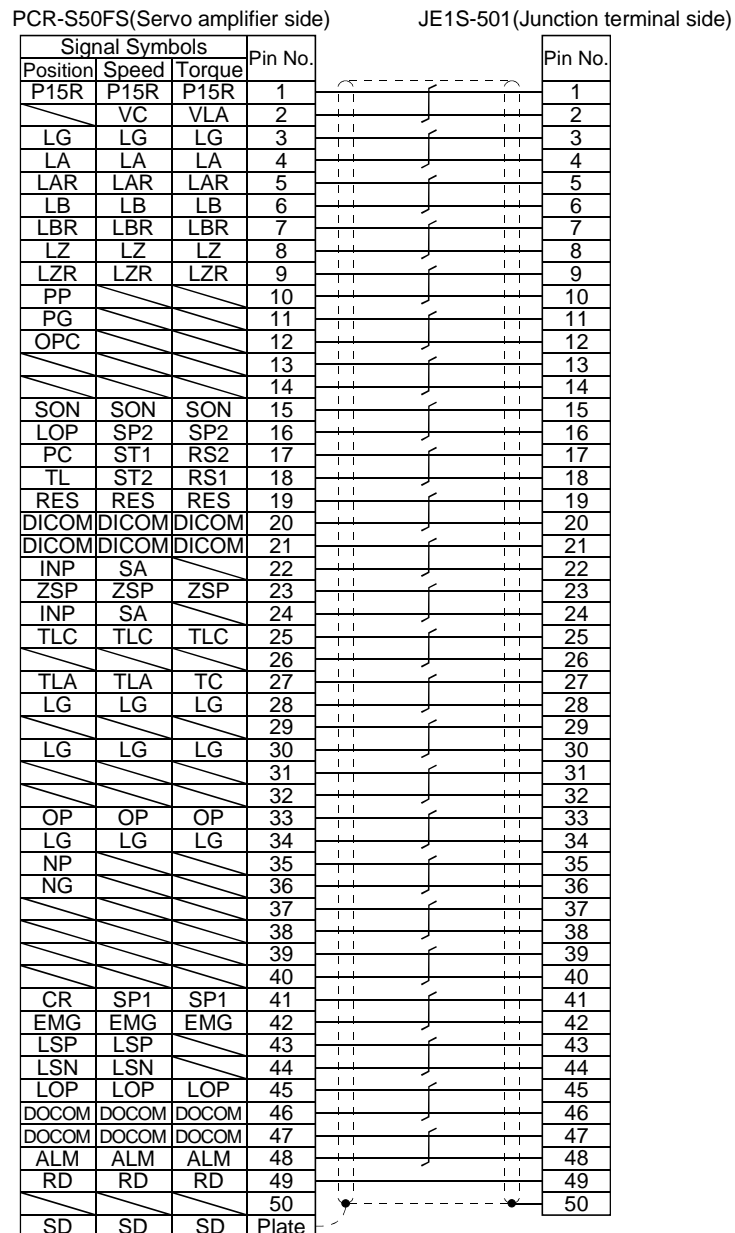 PCR-S50FS(Servo amplifier side) JE1S-501(Junction terminal side)
Signal Symbols Pin No. Pin No.
Position Speed Torque
P15R P15R P15R 1 1
VC VLA 2 2
LG LG LG 3 3
LA LA LA 4 4
LAR LAR LAR 5 5
LB LB LB 6 6
LBR LBR LBR 7 7
LZ LZ LZ 8 8
LZR LZR LZR 9 9
PP 10 10
PG 11 11
OPC 12 12
13 13
14 14
SON SON SON 15 15
LOP SP2 SP2 16 16
PC ST1 RS2 17 17
TL ST2 RS1 18 18
RES RES RES 19 19
DICOM DICOM DICOM 20 20
DICOM DICOM DICOM 21 21
INP SA 22 22
ZSP ZSP ZSP 23 23
INP SA 24 24
TLC TLC TLC 25 25
26 26
TLA TLA TC 27 27
LG LG LG 28 28
29 29
LG LG LG 30 30
31 31
32 32
OP OP OP 33 33
LG LG LG 34 34
NP 35 35
NG 36 36
37 37
38 38
39 39
40 40
CR SP1 SP1 41 41
EMG EMG EMG 42 42
LSP LSP 43 43
LSN LSN 44 44
LOP LOP LOP 45 45
DOCOM DOCOM DOCOM 46 46
DOCOM DOCOM DOCOM 47 47
ALM ALM ALM 48 48
RD RD RD 49 49
50 50
SD SD SD Plate